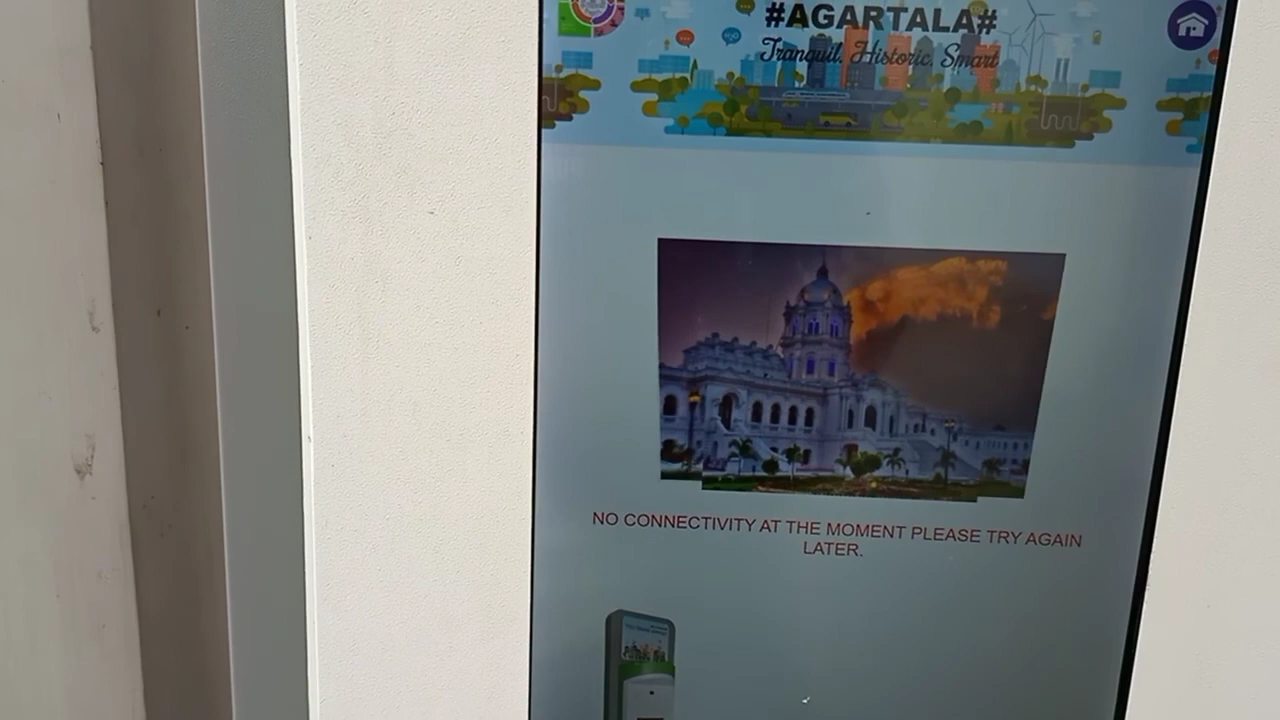 #AGARTALA#
Tranquil. Historic. Smart
NO CONNECTIVITY AT THE MOMENT PLEASE TRY AGAIN
LATER.